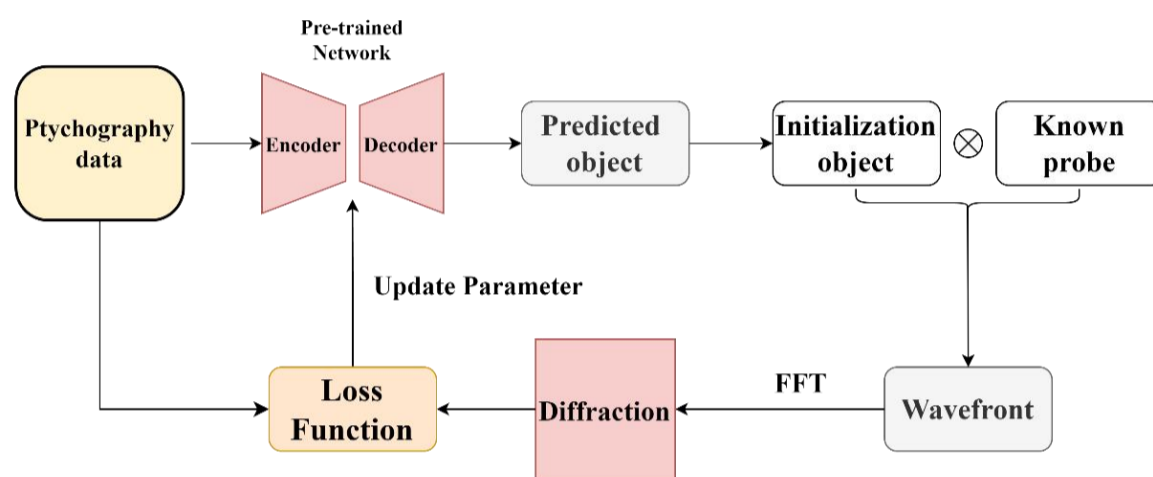 Pre-trained
Network
Ptychography
data
Encoder
Decoder
Predicted
object
Initialization
object
Known
probe
Update Parameter
Loss
Function
Diffraction
FFT
Wavefront